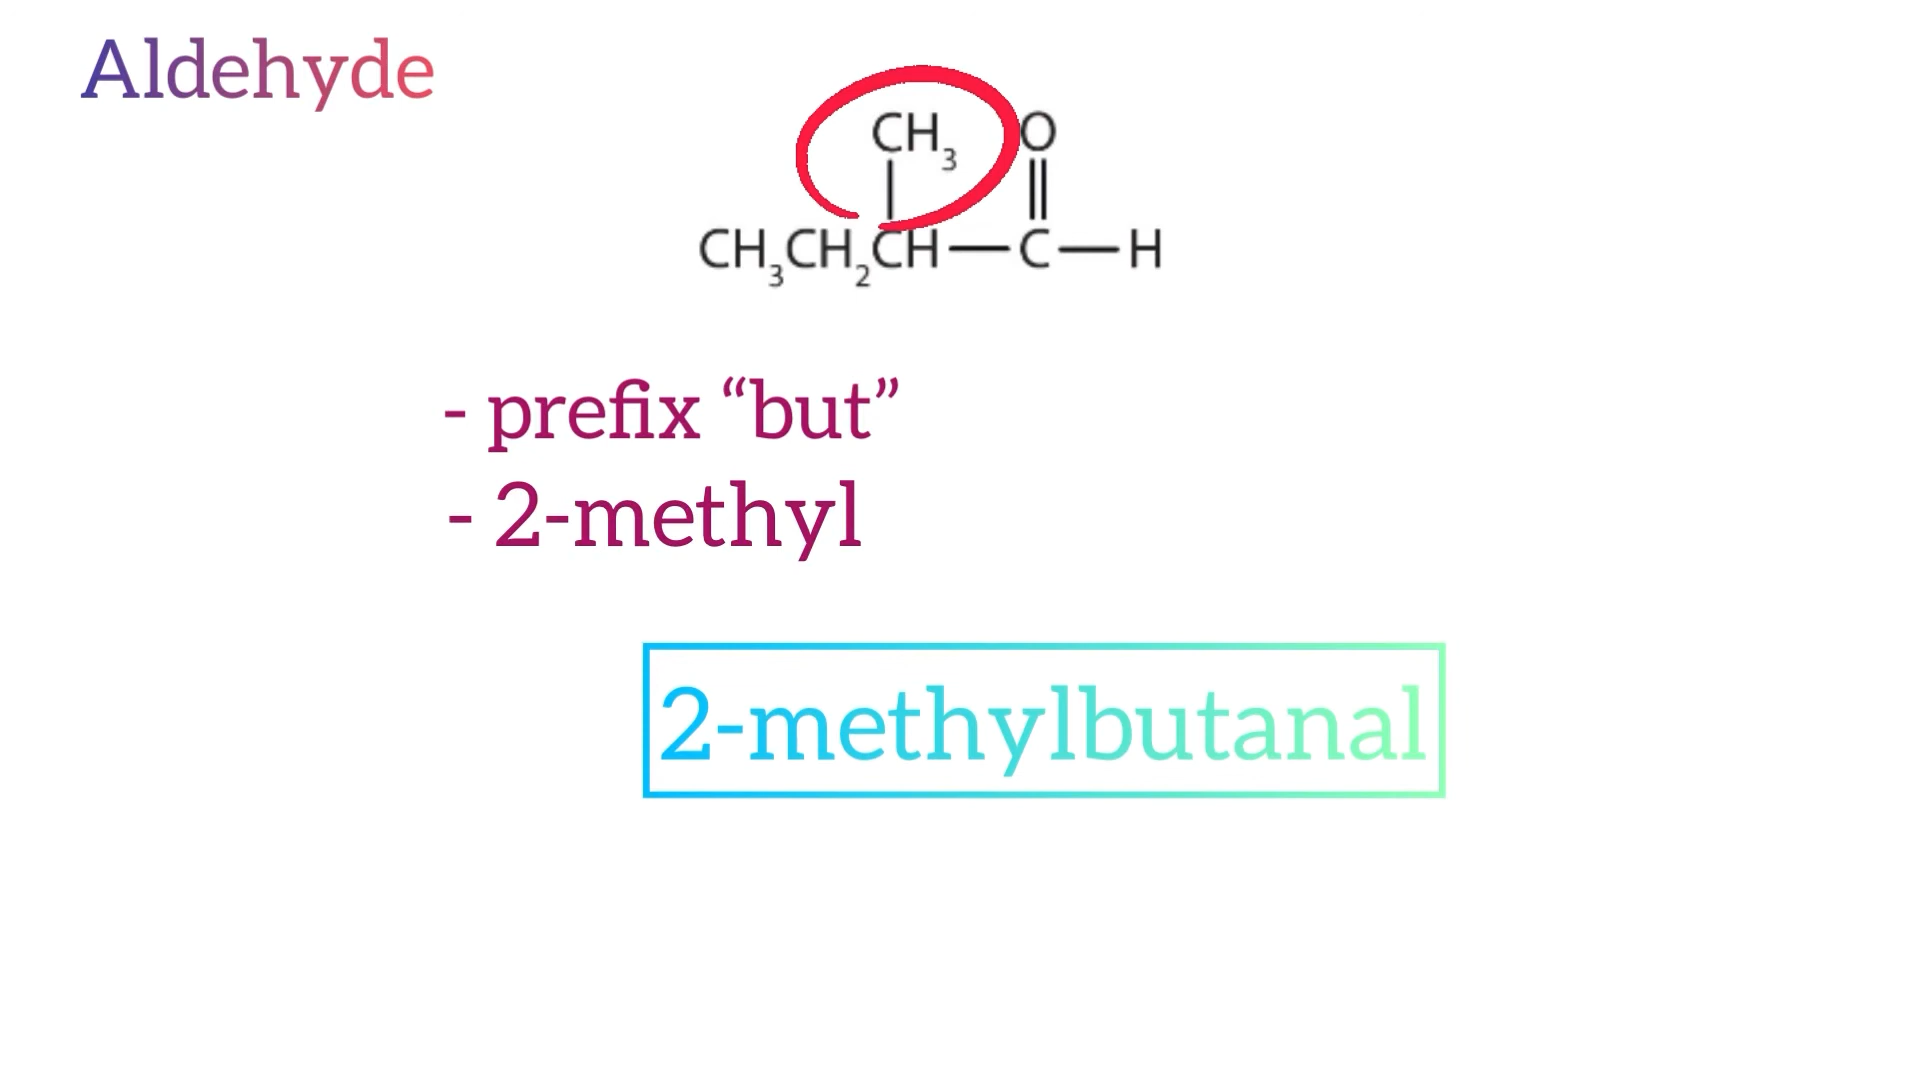 Aldehyde
CH₃ O
CH₃CH₂CH—C—H
- prefix “but”
- 2-methyl
2-methylbutanal